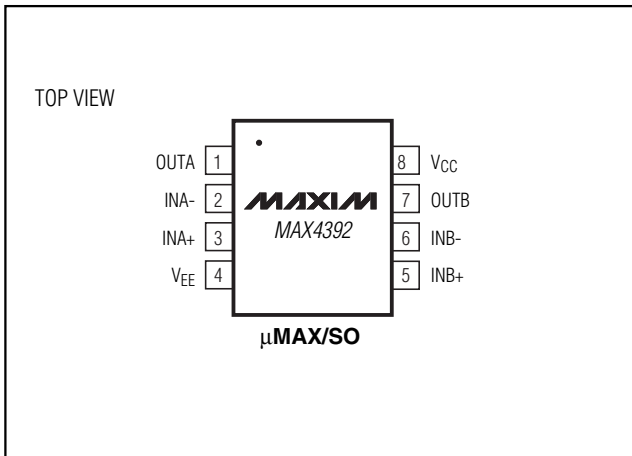 TOP VIEW
OUTA 1 8 VCC
INA- 2 MAXIM 7 OUTB
INA+ 3 MAX4392 6 INB-
VEE 4 5 INB+
µMAX/SO